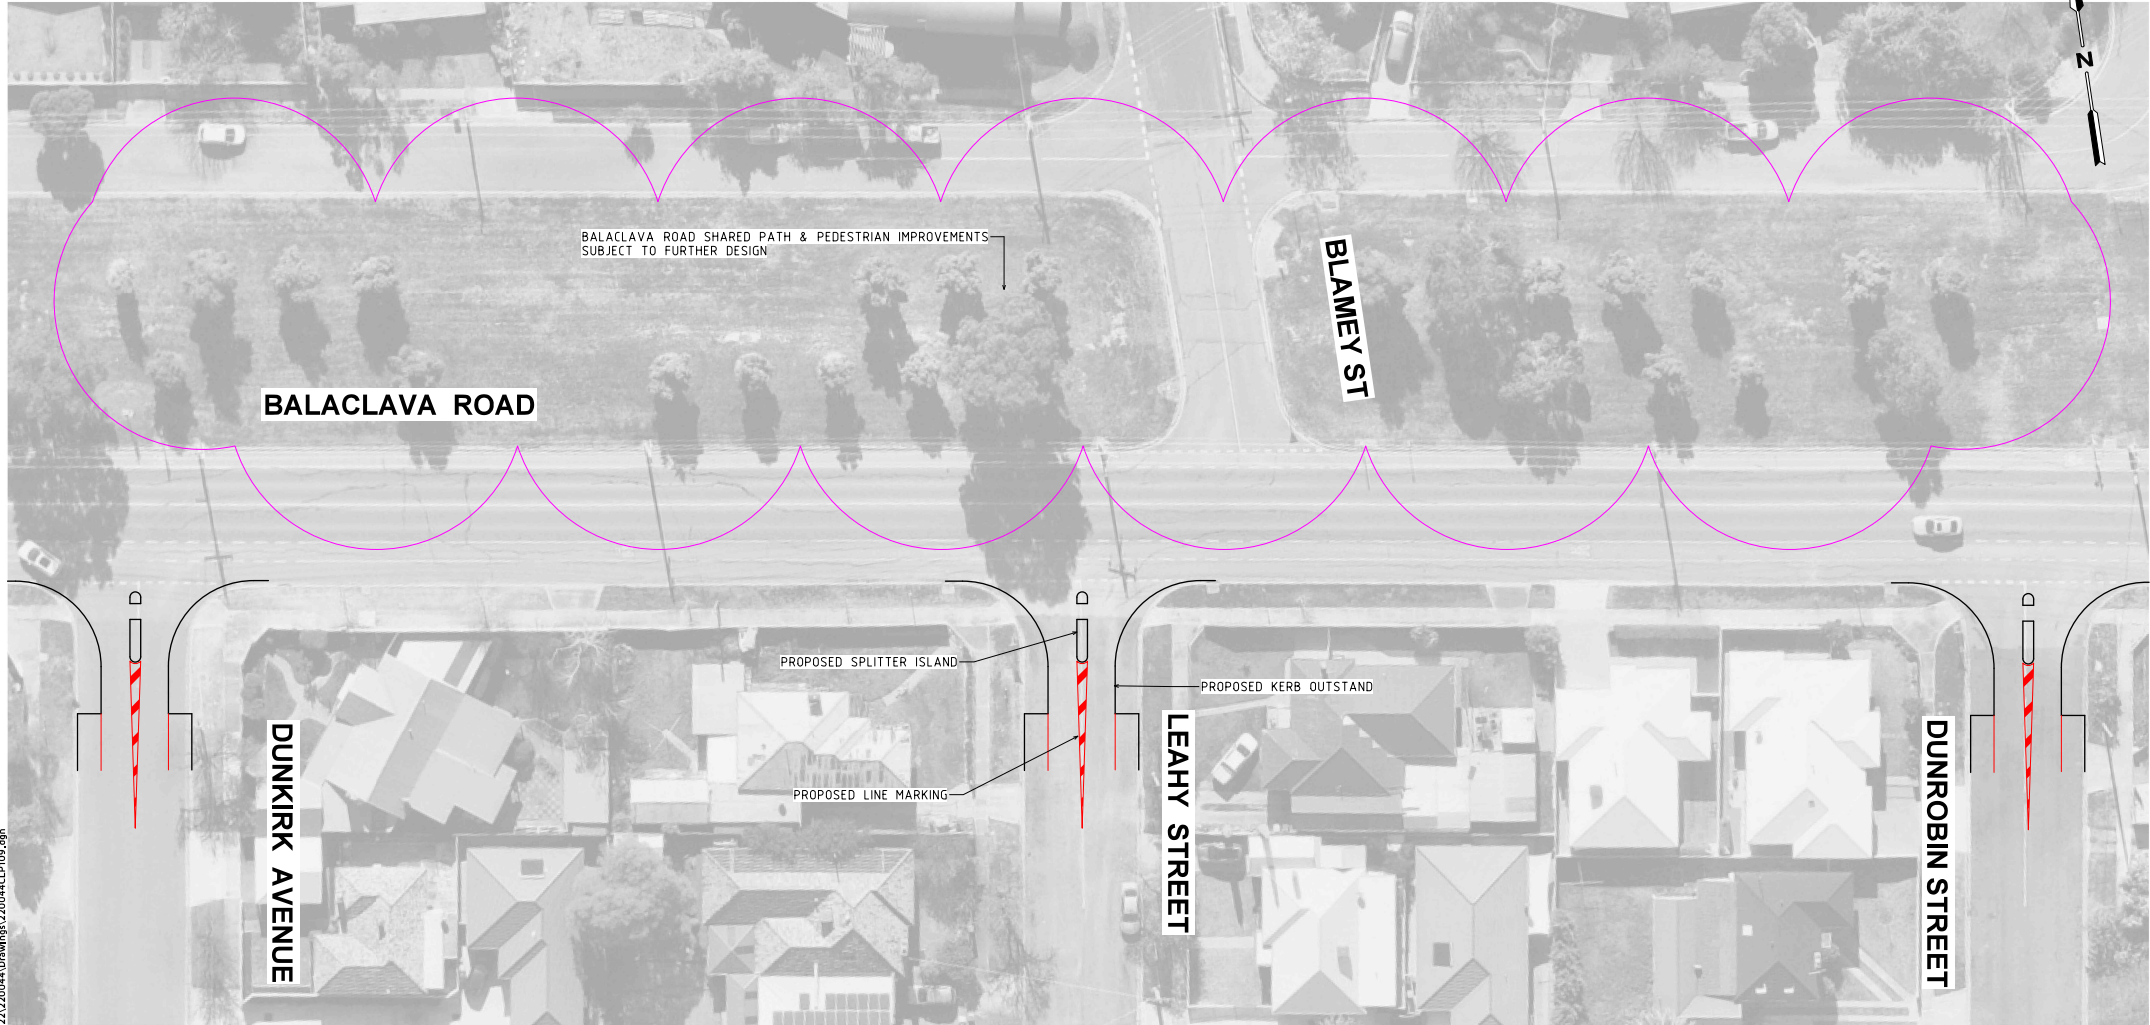 N
BALACLAVA ROAD SHARED PATH & PEDESTRIAN IMPROVEMENTS
SUBJECT TO FURTHER DESIGN
BLAMEY ST
BALACLAVA ROAD
PROPOSED SPLITTER ISLAND
PROPOSED KERB OUTSTAND
PROPOSED LINE MARKING
DUNKIRK AVENUE
LEAHY STREET
DUNROBIN STREET